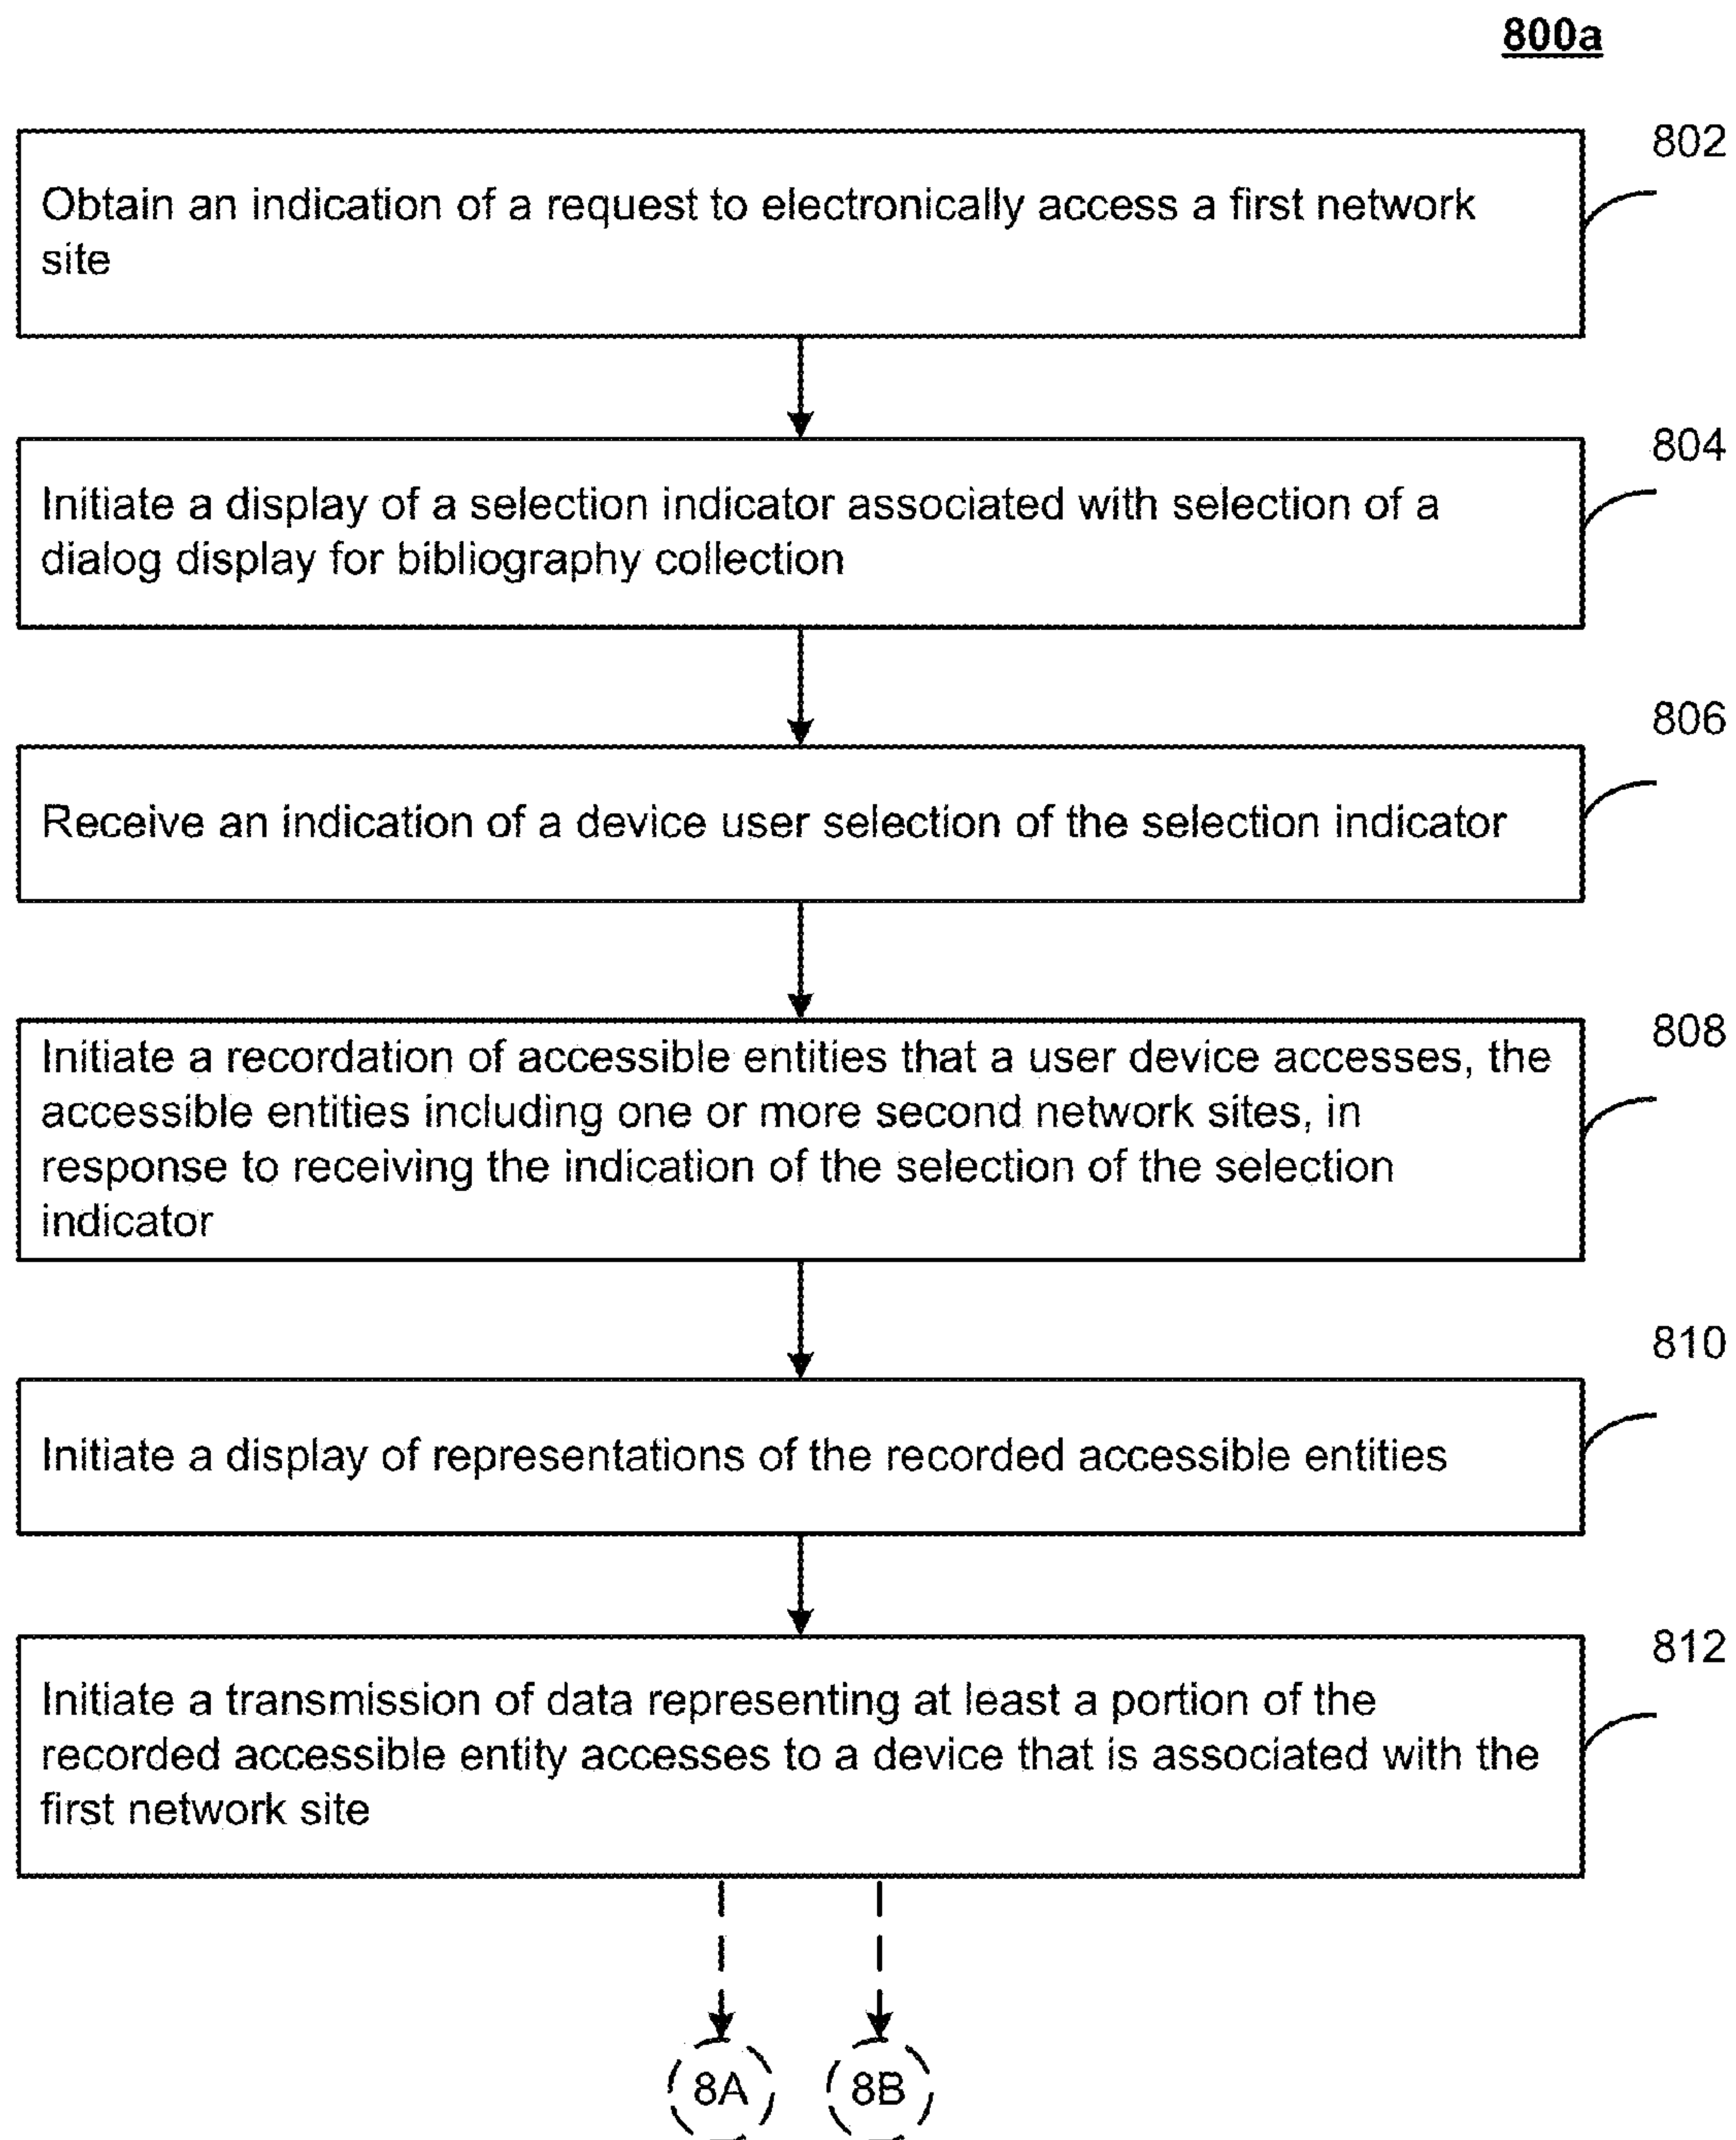 800a
802
Obtain an indication of a request to electronically access a first network
site
804
Initiate a display of a selection indicator associated with selection of a
dialog display for bibliography collection
806
Receive an indication of a device user selection of the selection indicator
808
Initiate a recordation of accessible entities that a user device accesses, the
accessible entities including one or more second network sites, in
response to receiving the indication of the selection of the selection
indicator
810
Initiate a display of representations of the recorded accessible entities
812
Initiate a transmission of data representing at least a portion of the
recorded accessible entity accesses to a device that is associated with the
first network site
8A 8B